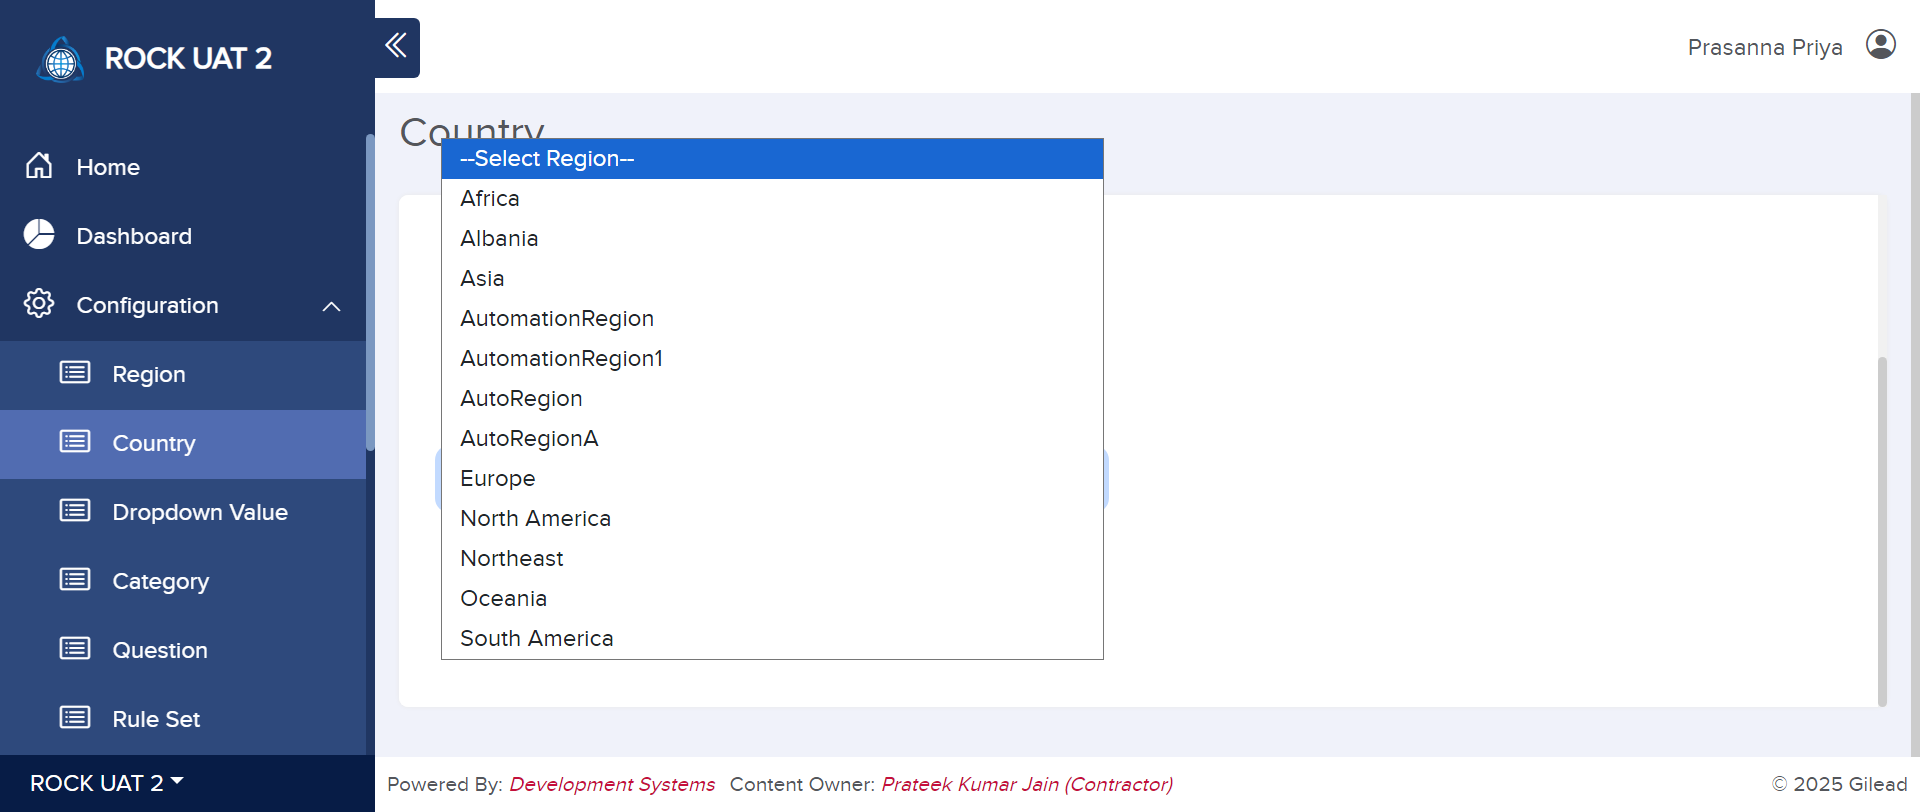 ROCK UAT 2
Prasanna Priya
Home
Dashboard
Configuration
Region
Country
Dropdown Value
Category
Question
Rule Set
ROCK UAT 2
Country
--Select Region--
Africa
Albania
Asia
AutomationRegion
AutomationRegion1
AutoRegion
AutoRegionA
Europe
North America
Northeast
Oceania
South America
Powered By: Development Systems Content Owner: Prateek Kumar Jain (Contractor)
© 2025 Gilead